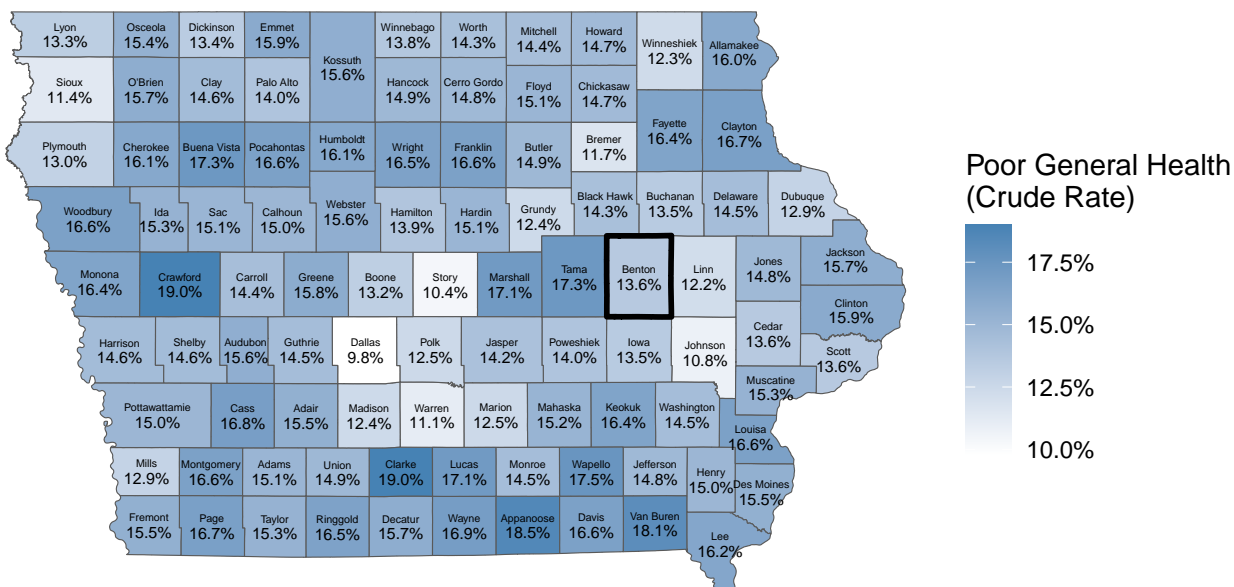 Lyon
13.3%
Osceola
15.4%
Dickinson
13.4%
Emmet
15.9%
Kossuth
15.6%
Winnebago
13.8%
Worth
14.3%
Mitchell
14.4%
Howard
14.7%
Winneshiek
12.3%
Allamakee
16.0%
Sioux
11.4%
O'Brien
15.7%
Clay
14.6%
Palo Alto
14.0%
Hancock
14.9%
Cerro Gordo
14.8%
Floyd
15.1%
Chickasaw
14.7%
Plymouth
13.0%
Cherokee
16.1%
Buena Vista
17.3%
Pocahontas
16.6%
Humboldt
16.1%
Wright
16.5%
Franklin
16.6%
Butler
14.9%
Bremer
11.7%
Fayette
16.4%
Clayton
16.7%
Woodbury
16.6%
Ida
15.3%
Sac
15.1%
Calhoun
15.0%
Webster
15.6%
Hamilton
13.9%
Hardin
15.1%
Grundy
12.4%
Black Hawk
14.3%
Buchanan
13.5%
Delaware
14.5%
Dubuque
12.9%
Monona
16.4%
Crawford
19.0%
Carroll
14.4%
Greene
15.8%
Boone
13.2%
Story
10.4%
Marshall
17.1%
Tama
17.3%
Benton
13.6%
Linn
12.2%
Jones
14.8%
Jackson
15.7%
Clinton
15.9%
Harrison
14.6%
Shelby
14.6%
Audubon
15.6%
Guthrie
14.5%
Dallas
9.8%
Polk
12.5%
Jasper
14.2%
Poweshiek
14.0%
Iowa
13.5%
Johnson
10.8%
Cedar
13.6%
Scott
13.6%
Muscatine
15.3%
Pottawattamie
15.0%
Cass
16.8%
Adair
15.5%
Madison
12.4%
Warren
11.1%
Marion
12.5%
Mahaska
15.2%
Keokuk
16.4%
Washington
14.5%
Louisa
16.6%
Mills
12.9%
Montgomery
16.6%
Adams
15.1%
Union
14.9%
Clarke
19.0%
Lucas
17.1%
Monroe
14.5%
Wapello
17.5%
Jefferson
14.8%
Henry
15.0%
Des Moines
15.5%
Fremont
15.5%
Page
16.7%
Taylor
15.3%
Ringgold
16.5%
Decatur
15.7%
Wayne
16.9%
Appanoose
18.5%
Davis
16.6%
Van Buren
18.1%
Lee
16.2%
Poor General Health
(Crude Rate)
17.5%
15.0%
12.5%
10.0%